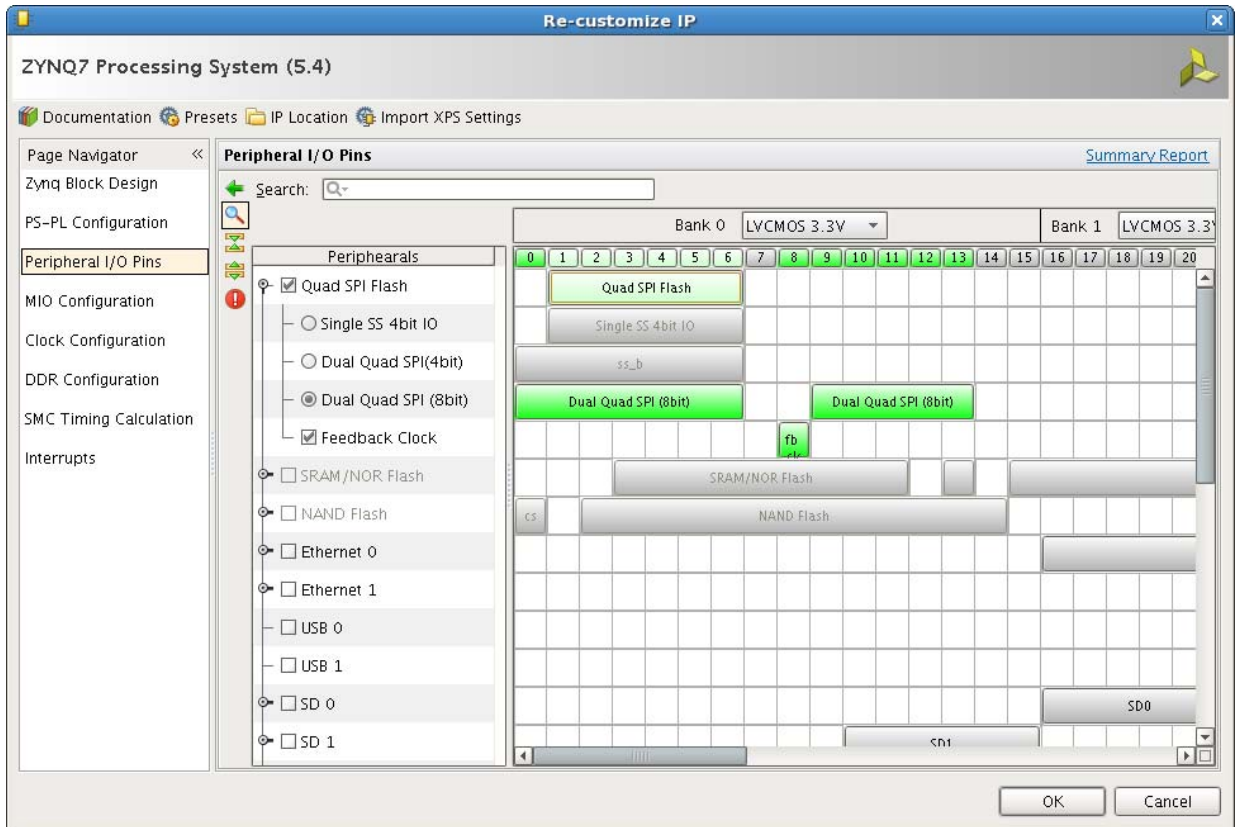 Re-customize IP
ZYNQ7 Processing System (5.4)
Documentation Presets IP Location Import XPS Settings
Page Navigator
Zynq Block Design
PS-PL Configuration
Peripheral I/O Pins
MIO Configuration
Clock Configuration
DDR Configuration
SMC Timing Calculation
Interrupts
Peripheral I/O Pins Summary Report
Search:
Bank 0 LVCMOS 3.3V Bank 1 LVCMOS 3.3V
Periphearals 0 1 2 3 4 5 6 7 8 9 10 11 12 13 14 15 16 17 18 19 20
Quad SPI Flash Quad SPI Flash
Single SS 4bit IO Single SS 4bit IO
Dual Quad SPI(4bit) ss_b
Dual Quad SPI (8bit) Dual Quad SPI (8bit) Dual Quad SPI (8bit)
Feedback Clock fb
SRAM/NOR Flash SRAM/NOR Flash
NAND Flash cs NAND Flash
Ethernet 0
Ethernet 1
USB 0
USB 1
SD 0 SD0
SD 1 SD1
OK Cancel